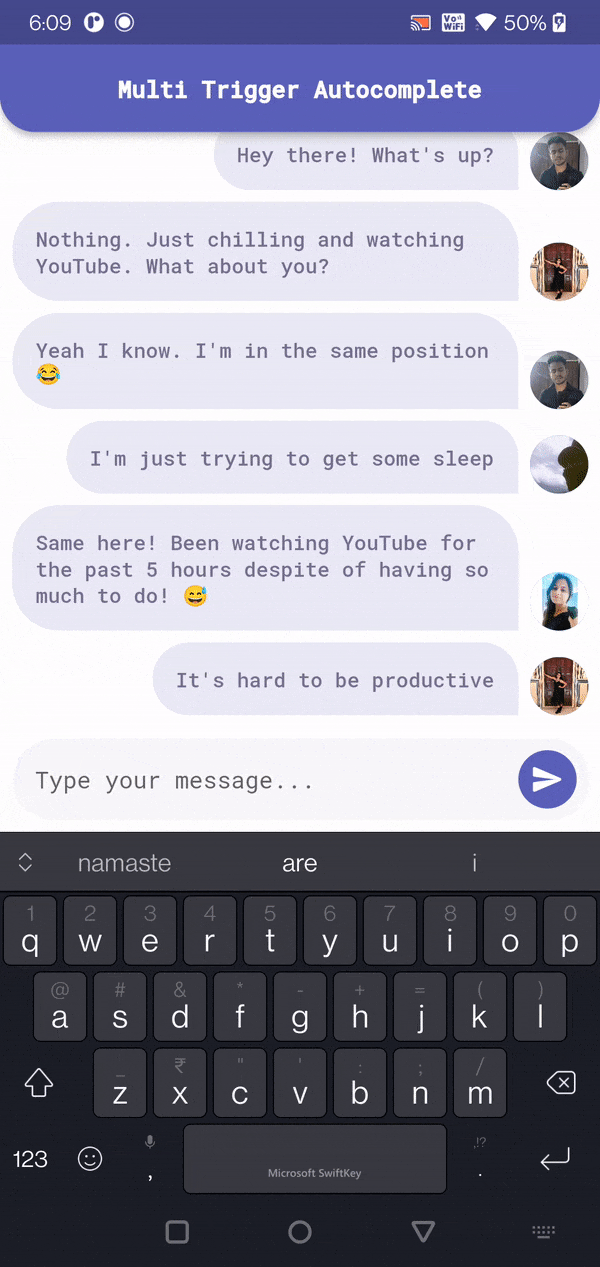 6:09 Vo)) WiFi 50%
Multi Trigger Autocomplete
Hey there! What's up?
Nothing. Just chilling and watching
YouTube. What about you?
Yeah I know. I'm in the same position
😂
I'm just trying to get some sleep
Same here! Been watching YouTube for
the past 5 hours despite of having so
much to do! 😅
It's hard to be productive
Type your message...
namaste are i
1 2 3 4 5 6 7 8 9 0
q w e r t y u i o p
@ # & * - + = ( )
a s d f g h j k l
_ ₹ " ' : ; /
z x c v b n m
123 , Microsoft SwiftKey ,!? .